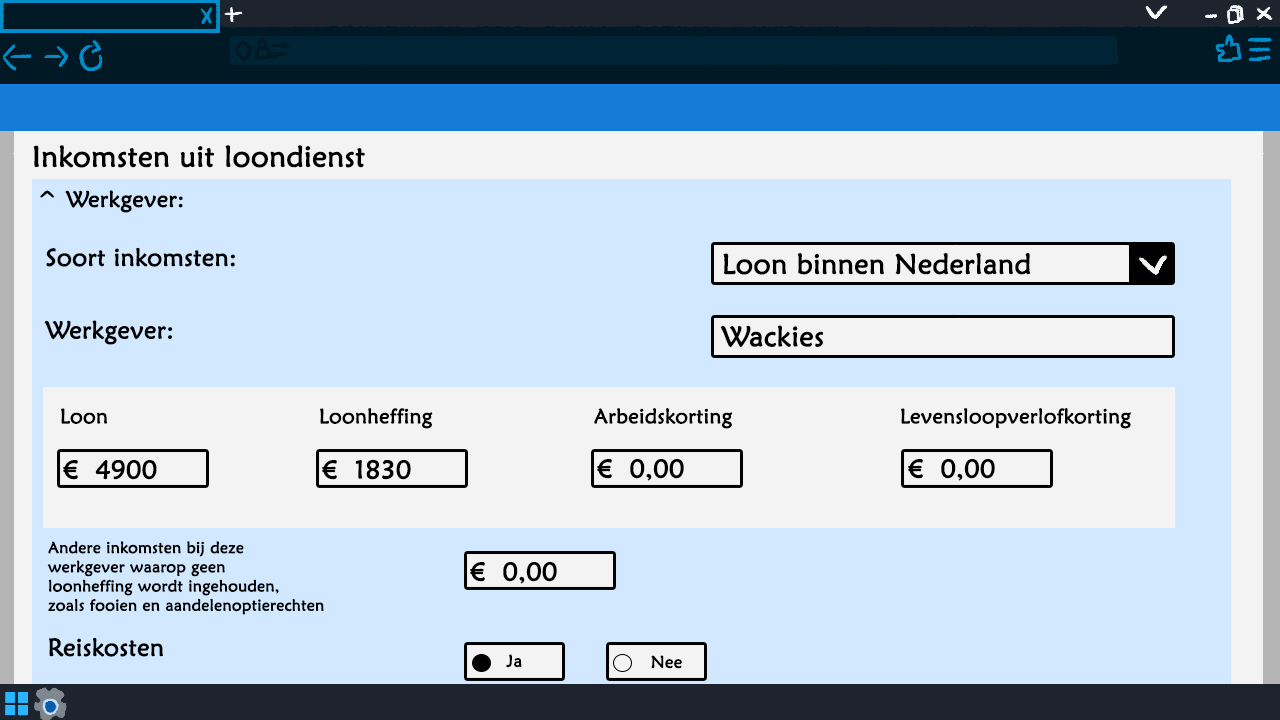 Inkomsten uit loondienst
^ Werkgever:
Soort inkomsten:
Loon binnen Nederland
Werkgever:
Wackies
Loon Loonheffing Arbeidskorting Levensloopverlofkorting
€ 4900 € 1830 € 0,00 € 0,00
Andere inkomsten bij deze
werkgever waarop geen
loonheffing wordt ingehouden,
zoals fooien en aandelenoptierechten
€ 0,00
Reiskosten
Ja Nee